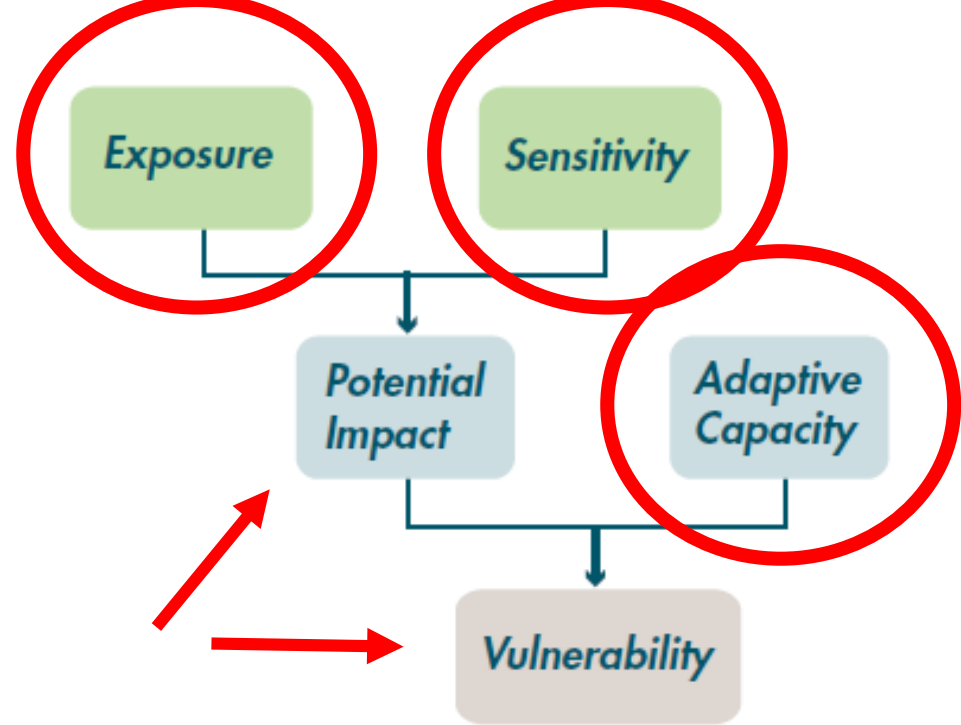 Exposure
Sensitivity
Potential
Impact
Adaptive
Capacity
Vulnerability